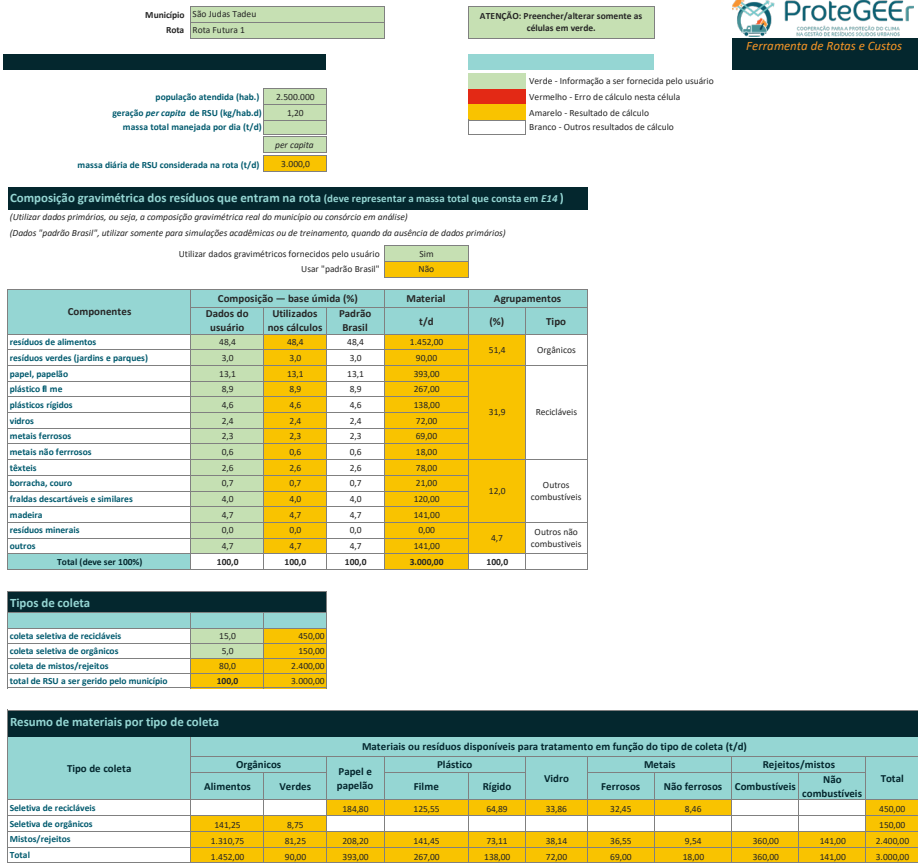 Município São Judas Tadeu
Rota Rota Futura 1
ATENÇÃO: Preencher/alterar somente as
células em verde.
ProteGEEr
COOPERAÇÃO PARA A PROTEÇÃO DO CLIMA
NA GESTÃO DE RESÍDUOS SÓLIDOS URBANOS
Ferramenta de Rotas e Custos
Verde - Informação a ser fornecida pelo usuário
Vermelho - Erro de cálculo nesta célula
Amarelo - Resultado de cálculo
Branco - Outros resultados de cálculo
população atendida (hab.) 2.500.000
geração per capita de RSU (kg/hab.d) 1,20
massa total manejada por dia (t/d)
per capita
massa diária de RSU considerada na rota (t/d) 3.000,0
Composição gravimétrica dos resíduos que entram na rota (deve representar a massa total que consta em E14 )
(Utilizar dados primários, ou seja, a composição gravimétrica real do município ou consórcio em análise)
(Dados "padrão Brasil", utilizar somente para simulações acadêmicas ou de treinamento, quando da ausência de dados primários)
Utilizar dados gravimétricos fornecidos pelo usuário Sim
Usar "padrão Brasil" Não
Componentes Composição — base úmida (%) Material Agrupamentos
Dados do usuário Utilizados nos cálculos Padrão Brasil t/d (%) Tipo
resíduos de alimentos 48,4 48,4 48,4 1.452,00 51,4 Orgânicos
resíduos verdes (jardins e parques) 3,0 3,0 3,0 90,00
papel, papelão 13,1 13,1 13,1 393,00 31,9 Recicláveis
plástico fi me 8,9 8,9 8,9 267,00
plásticos rígidos 4,6 4,6 4,6 138,00
vidros 2,4 2,4 2,4 72,00
metais ferrosos 2,3 2,3 2,3 69,00
metais não ferrrosos 0,6 0,6 0,6 18,00
têxteis 2,6 2,6 2,6 78,00 12,0 Outros combustíveis
borracha, couro 0,7 0,7 0,7 21,00
fraldas descartáveis e similares 4,0 4,0 4,0 120,00
madeira 4,7 4,7 4,7 141,00
resíduos minerais 0,0 0,0 0,0 0,00 4,7 Outros não combustíveis
outros 4,7 4,7 4,7 141,00
Total (deve ser 100%) 100,0 100,0 100,0 3.000,00 100,0
Tipos de coleta
coleta seletiva de recicláveis 15,0 450,00
coleta seletiva de orgânicos 5,0 150,00
coleta de mistos/rejeitos 80,0 2.400,00
total de RSU a ser gerido pelo município 100,0 3.000,00
Resumo de materiais por tipo de coleta
Tipo de coleta Materiais ou resíduos disponíveis para tratamento em função do tipo de coleta (t/d)
Orgânicos Papel e papelão Plástico Vidro Metais Rejeitos/mistos Total
Alimentos Verdes Filme Rígido Ferrosos Não ferrosos Combustíveis Não combustíveis
Seletiva de recicláveis 184,80 125,55 64,89 33,86 32,45 8,46 450,00
Seletiva de orgânicos 141,25 8,75 150,00
Mistos/rejeitos 1.310,75 81,25 208,20 141,45 73,11 38,14 36,55 9,54 360,00 141,00 2.400,00
Total 1.452,00 90,00 393,00 267,00 138,00 72,00 69,00 18,00 360,00 141,00 3.000,00